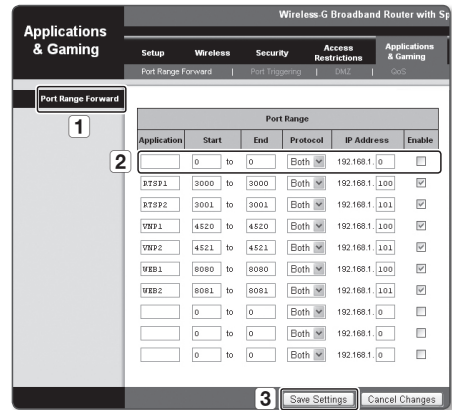 Wireless-G Broadband Router with Sp
Applications
& Gaming
Setup Wireless Security Access Restrictions Applications & Gaming
Port Range Forward | Port Triggering | DMZ | QoS
Port Range Forward
1
Port Range
Application Start End Protocol IP Address Enable
2
0 to 0 Both 192.168.1. 0
RTSP1 3000 to 3000 Both 192.168.1. 100
RTSP2 3001 to 3001 Both 192.168.1. 101
VNP1 4520 to 4520 Both 192.168.1. 100
VNP2 4521 to 4521 Both 192.168.1. 101
WEB1 8080 to 8080 Both 192.168.1. 100
WEB2 8081 to 8081 Both 192.168.1. 101
0 to 0 Both 192.168.1. 0
0 to 0 Both 192.168.1. 0
0 to 0 Both 192.168.1. 0
3
Save Settings Cancel Changes